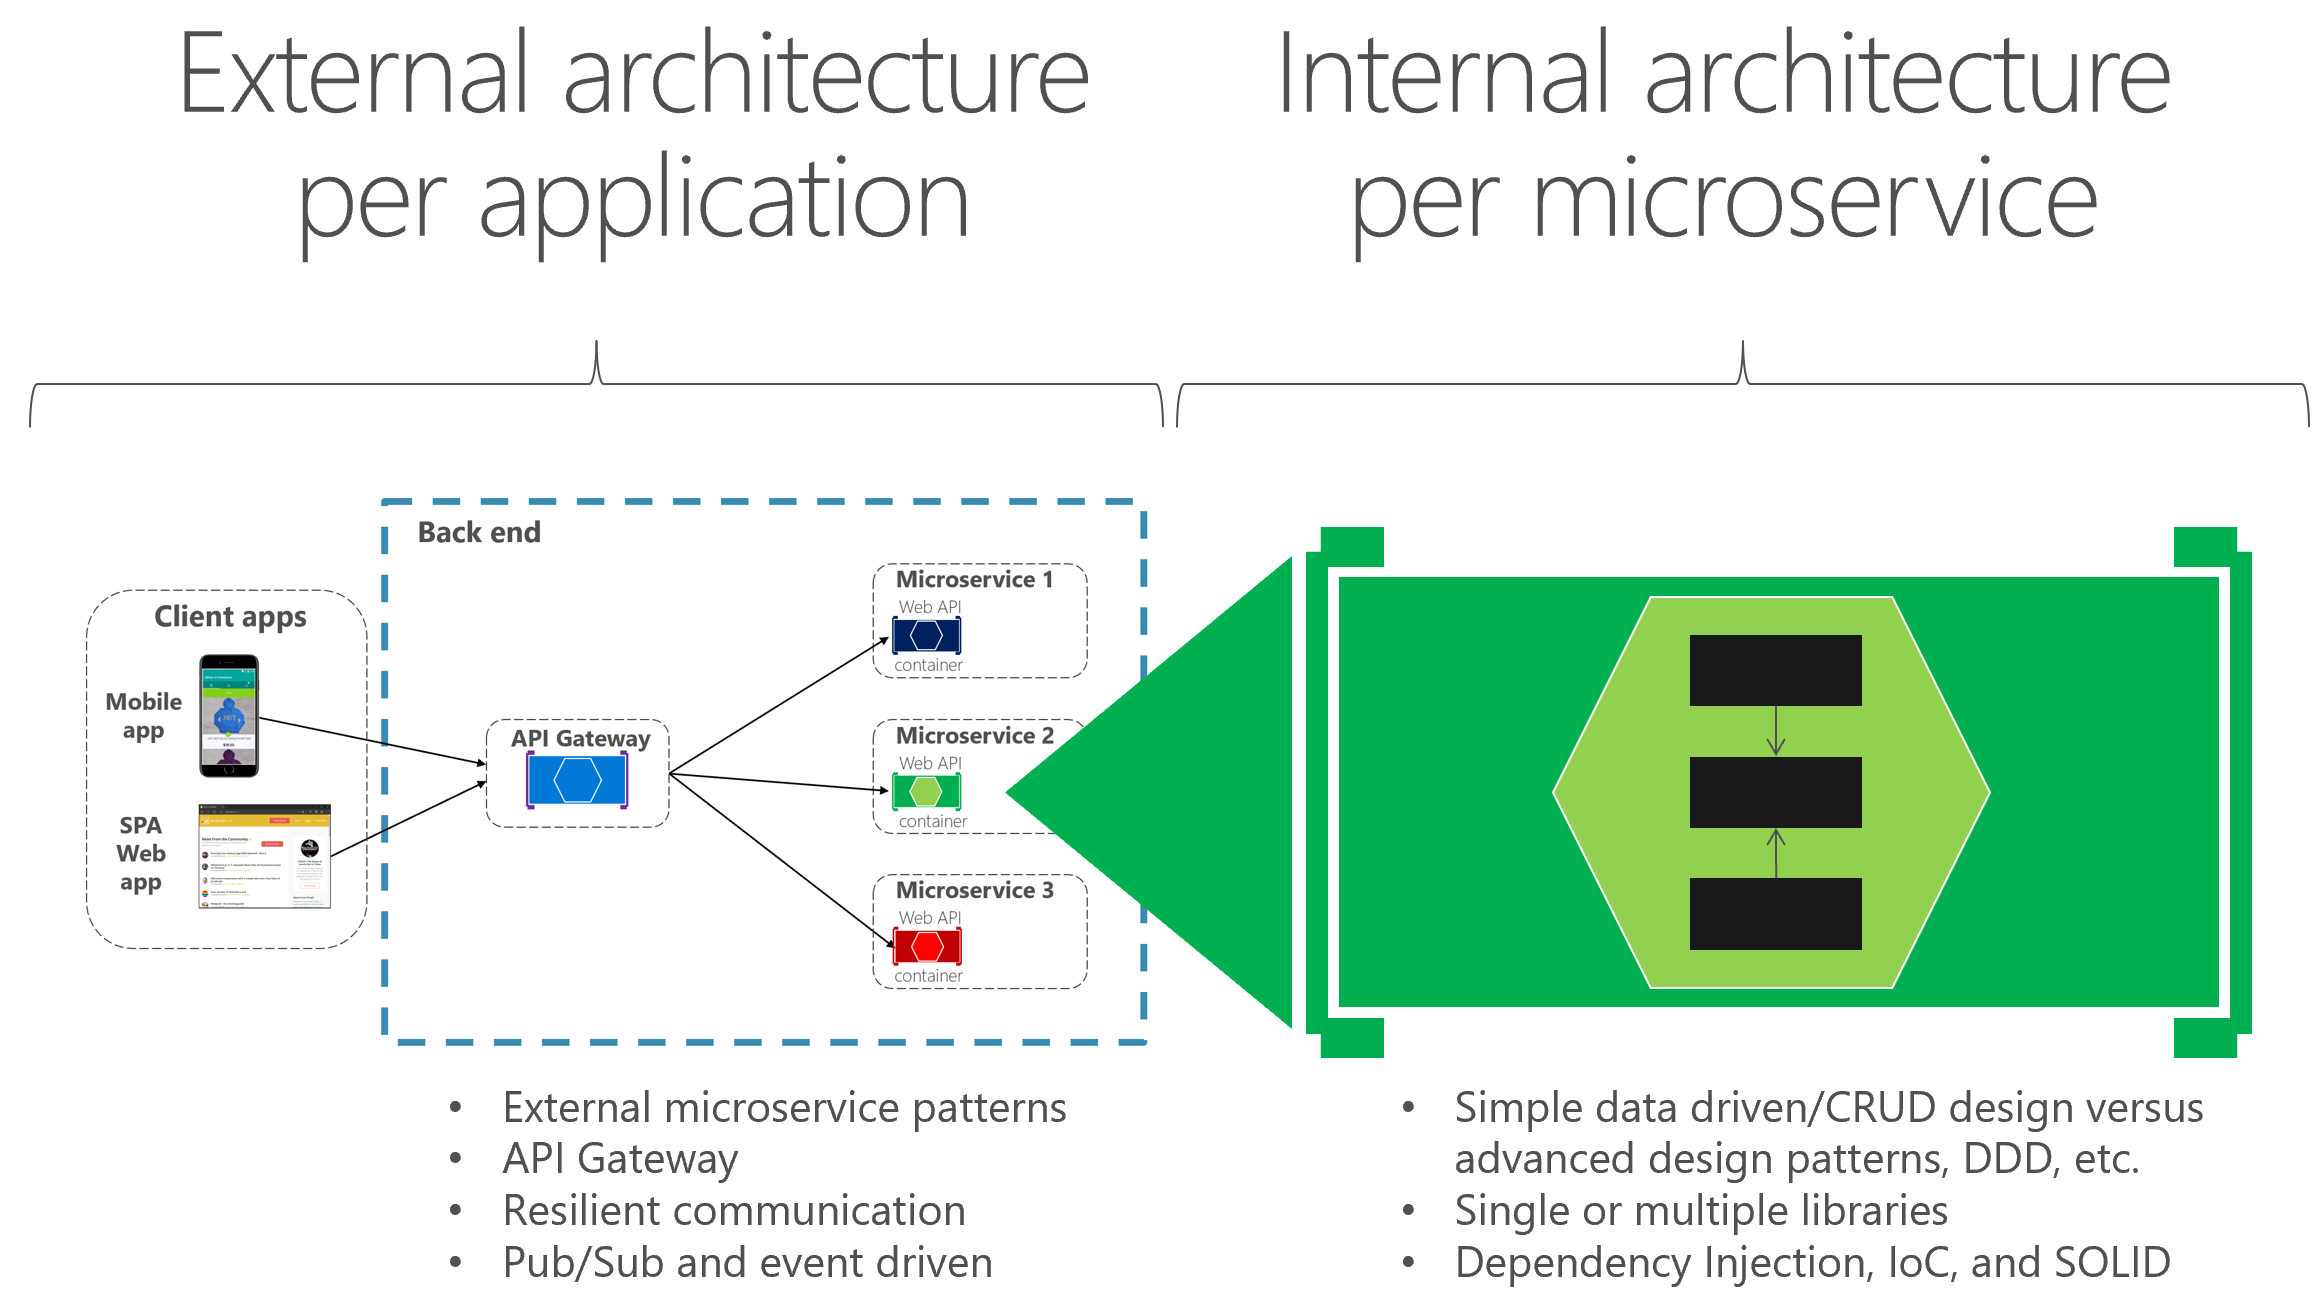 External architecture
per application
Internal architecture
per microservice
Back end
Client apps
Mobile
app
SPA
Web
app
API Gateway
Microservice 1
Web API
container
Microservice 2
Web API
container
Microservice 3
Web API
container
• External microservice patterns
• API Gateway
• Resilient communication
• Pub/Sub and event driven
• Simple data driven/CRUD design versus
advanced design patterns, DDD, etc.
• Single or multiple libraries
• Dependency Injection, IoC, and SOLID